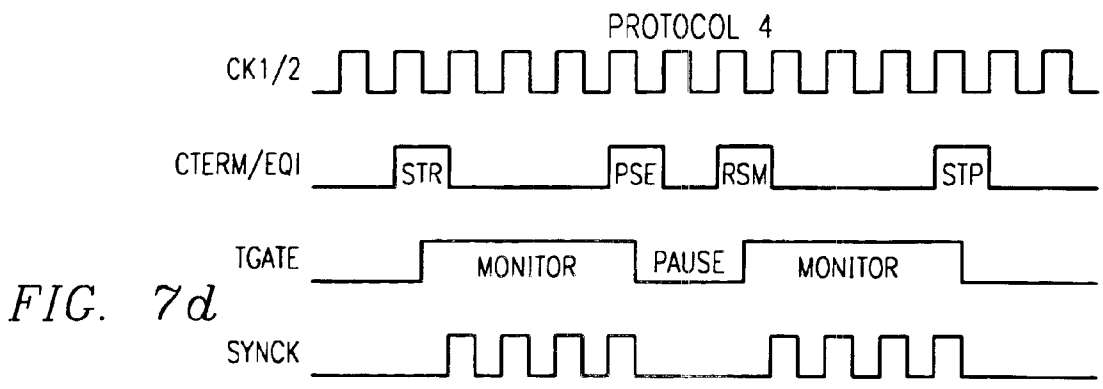 PROTOCOL 4
CK1/2
CTERM/EQI
STR
PSE
RSM
STP
TGATE
MONITOR
PAUSE
MONITOR
FIG. 7d
SYNCK